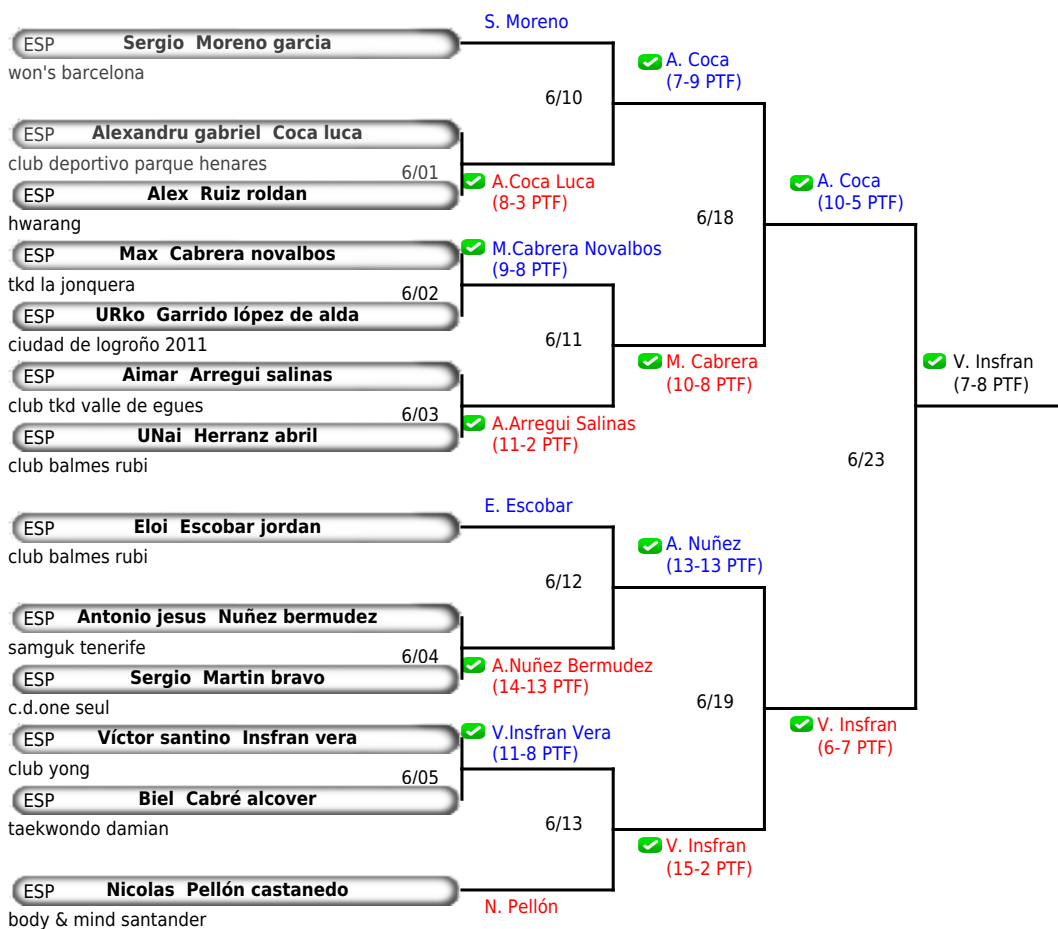 S. Moreno
ESP Sergio Moreno garcia
won's barcelona
A. Coca
(7-9 PTF)
6/10
ESP Alexandru gabriel Coca luca
club deportivo parque henares
6/01
ESP Alex Ruiz roldan
hwarang
A.Coca Luca
(8-3 PTF)
A. Coca
(10-5 PTF)
6/18
ESP Max Cabrera novalbos
tkd la jonquera
M.Cabrera Novalbos
(9-8 PTF)
6/02
ESP URko Garrido lópez de alda
ciudad de logroño 2011
6/11
ESP Aimar Arregui salinas
club tkd valle de egues
M. Cabrera
(10-8 PTF)
V. Insfran
(7-8 PTF)
6/03
ESP UNai Herranz abril
club balmes rubi
A.Arregui Salinas
(11-2 PTF)
6/23
E. Escobar
ESP Eloi Escobar jordan
club balmes rubi
A. Nuñez
(13-13 PTF)
6/12
ESP Antonio jesus Nuñez bermudez
samguk tenerife
6/04
ESP Sergio Martin bravo
c.d.one seul
A.Nuñez Bermudez
(14-13 PTF)
6/19
ESP Víctor santino Insfran vera
club yong
V.Insfran Vera
(11-8 PTF)
V. Insfran
(6-7 PTF)
6/05
ESP Biel Cabré alcover
taekwondo damian
6/13
V. Insfran
(15-2 PTF)
ESP Nicolas Pellón castanedo
body & mind santander
N. Pellón